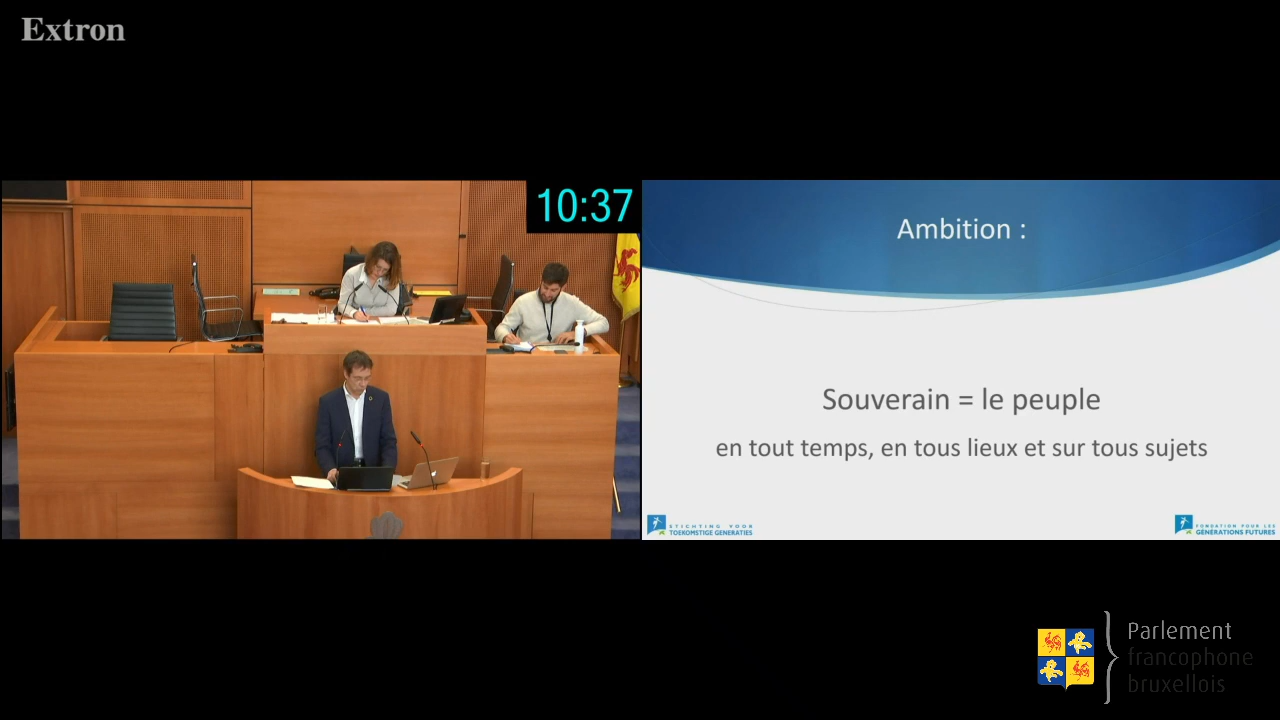 Extron
10:37
Ambition :
Souverain = le peuple
en tout temps, en tous lieux et sur tous sujets
STICHTING VOOR
TOEKOMSTIGE GENERATIES
FONDATION POUR LES
GÉNÉRATIONS FUTURES
Parlement
francophone
bruxellois